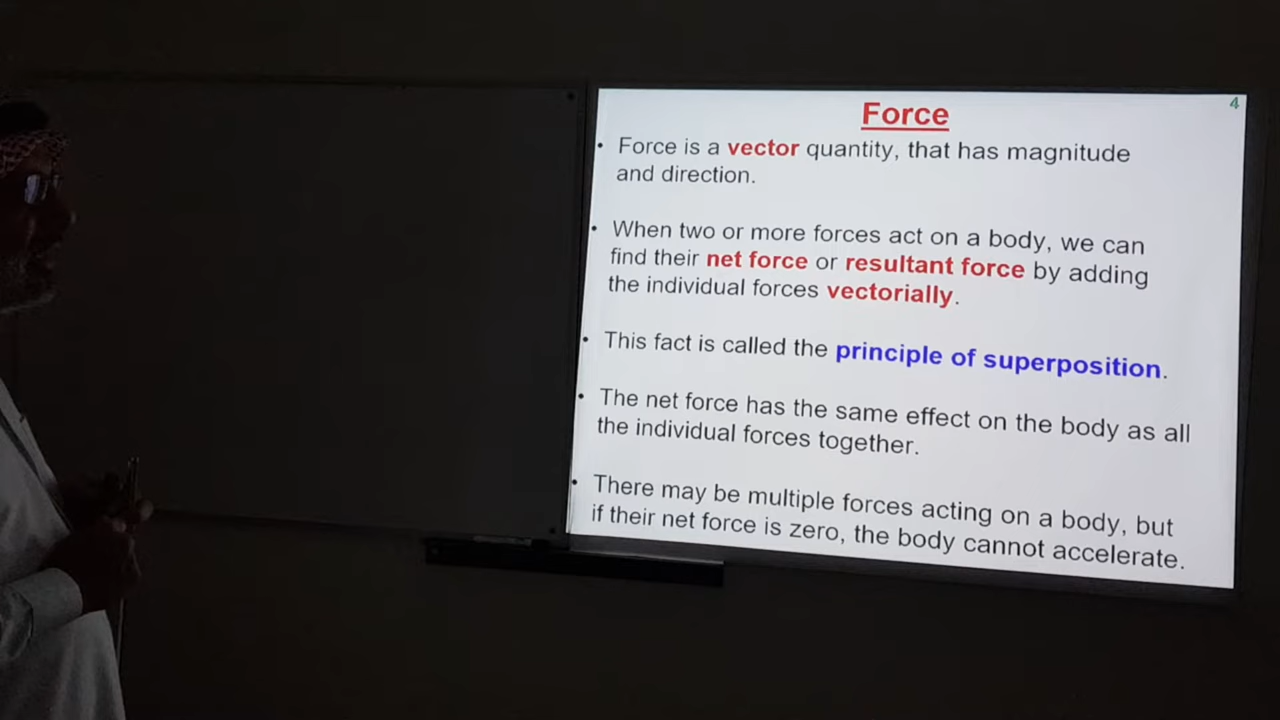 4
Force
• Force is a vector quantity, that has magnitude
and direction.
• When two or more forces act on a body, we can
find their net force or resultant force by adding
the individual forces vectorially.
• This fact is called the principle of superposition.
• The net force has the same effect on the body as all
the individual forces together.
• There may be multiple forces acting on a body, but
if their net force is zero, the body cannot accelerate.